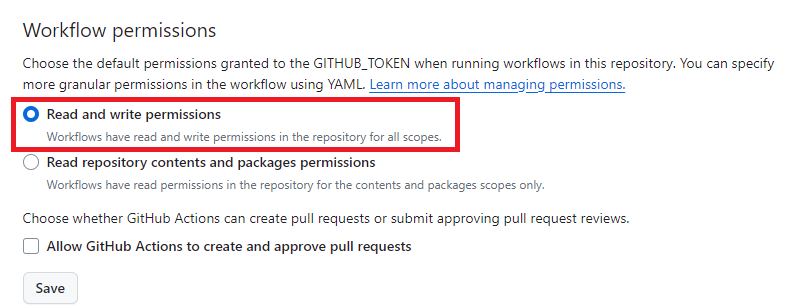 Workflow permissions
Choose the default permissions granted to the GITHUB_TOKEN when running workflows in this repository. You can specify
more granular permissions in the workflow using YAML. Learn more about managing permissions.
Read and write permissions
Workflows have read and write permissions in the repository for all scopes.
Read repository contents and packages permissions
Workflows have read permissions in the repository for the contents and packages scopes only.
Choose whether GitHub Actions can create pull requests or submit approving pull request reviews.
Allow GitHub Actions to create and approve pull requests
Save